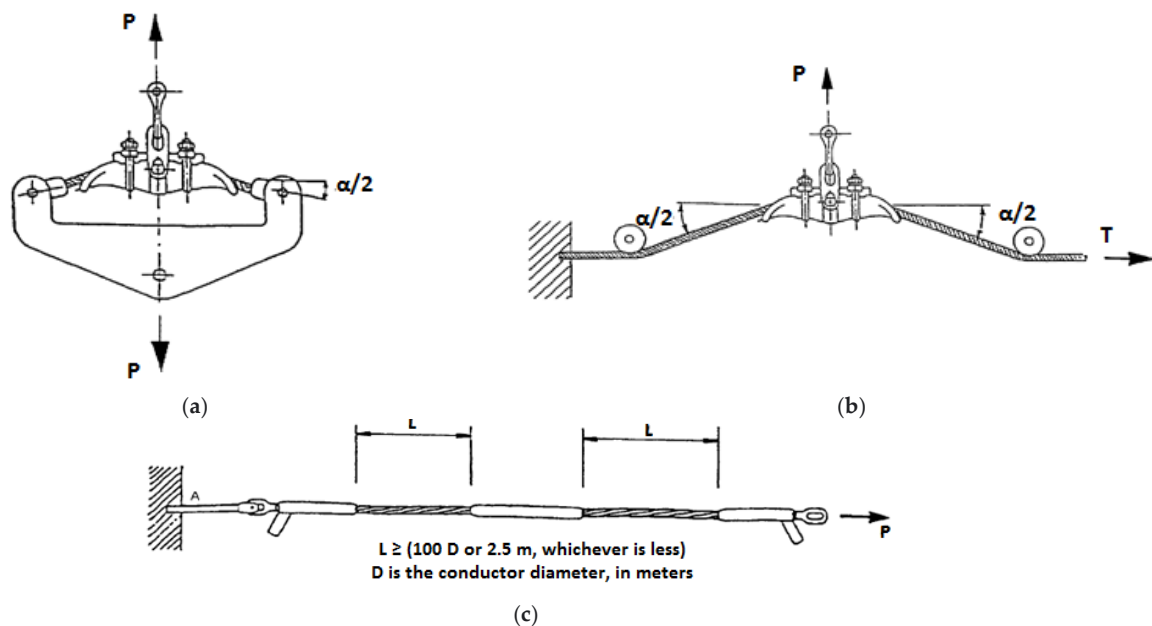 P
α/2
P
(a)
P
α/2
α/2
T
(b)
L
L
A
P
L ≥ (100 D or 2.5 m, whichever is less)
D is the conductor diameter, in meters
(c)